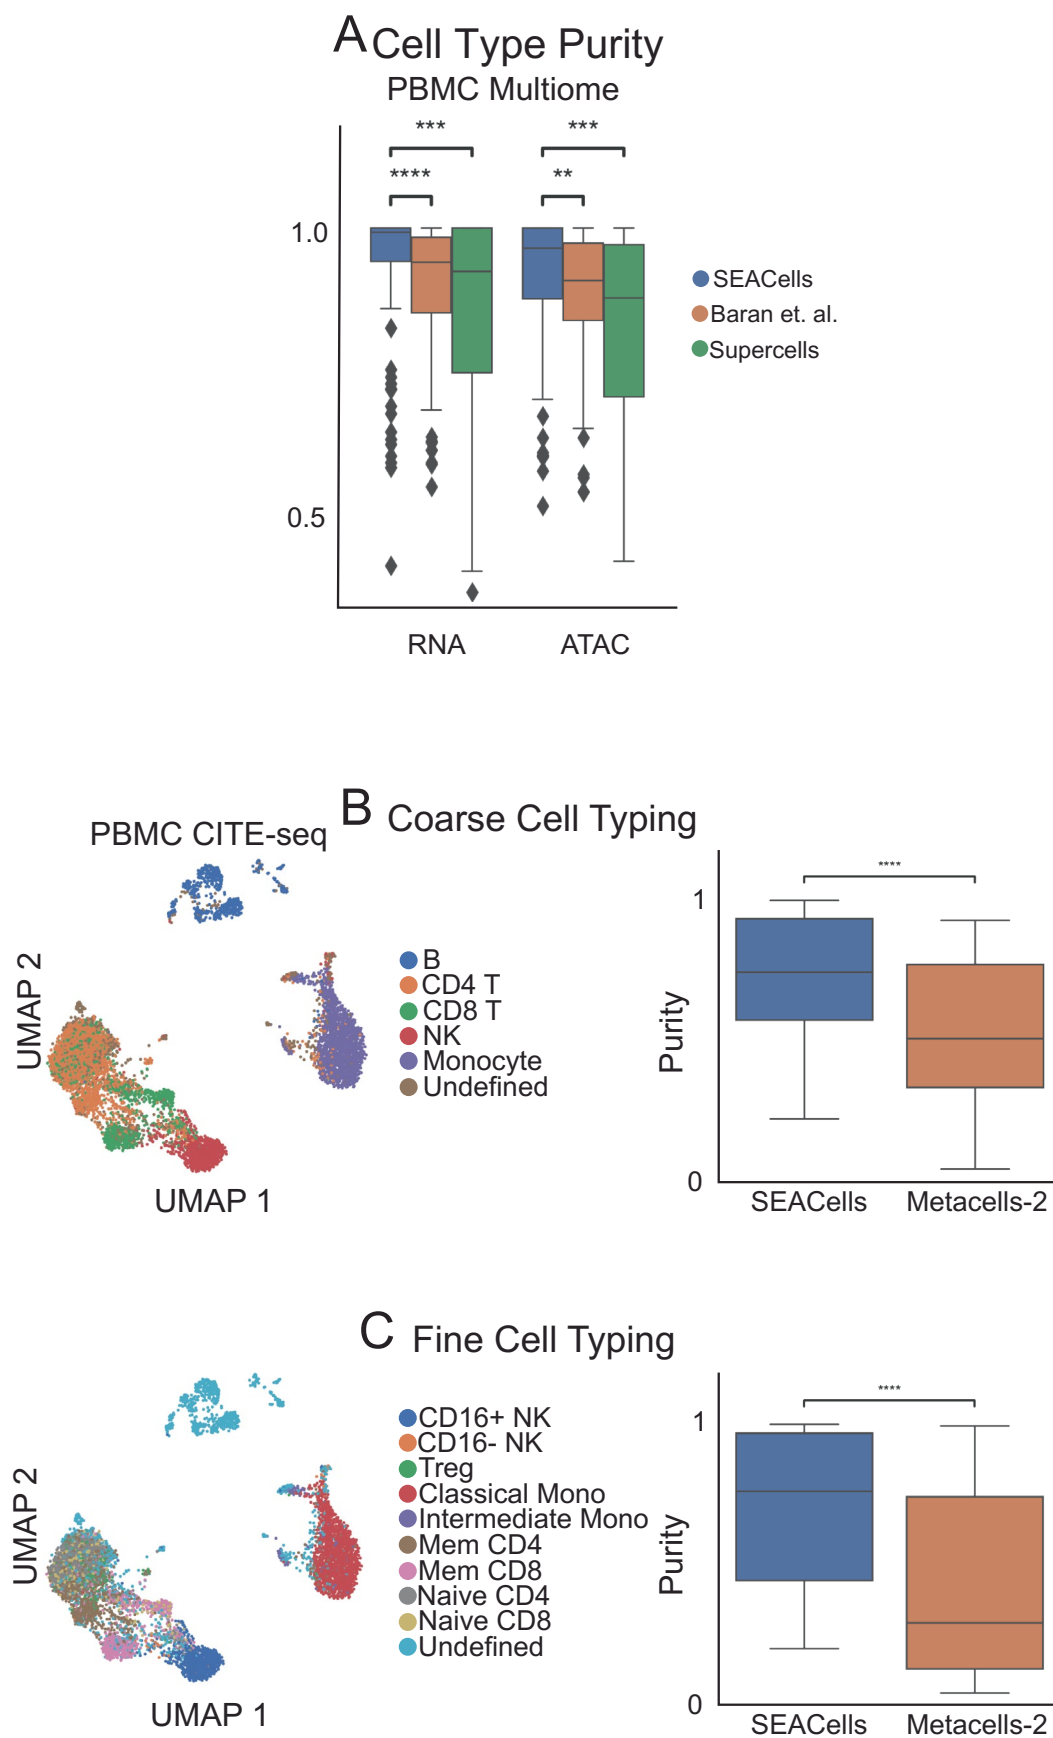 A Cell Type Purity
PBMC Multiome
*** ***
**** **
1.0
0.5
RNA ATAC
SEACells
Baran et. al.
Supercells
B Coarse Cell Typing
PBMC CITE-seq
UMAP 2
UMAP 1
B
CD4 T
CD8 T
NK
Monocyte
Undefined
****
Purity
1
0
SEACells Metacells-2
C Fine Cell Typing
UMAP 2
UMAP 1
CD16+ NK
CD16- NK
Treg
Classical Mono
Intermediate Mono
Mem CD4
Mem CD8
Naive CD4
Naive CD8
Undefined
****
Purity
1
0
SEACells Metacells-2